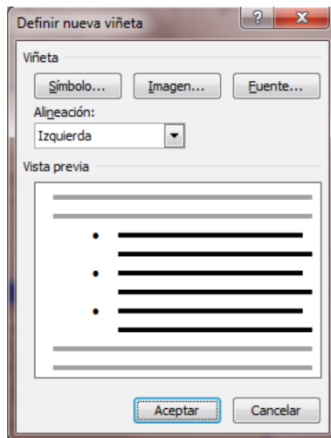 Definir nueva viñeta
Viñeta
Símbolo... Imagen... Fuente...
Alineación:
Izquierda
Vista previa
Aceptar Cancelar